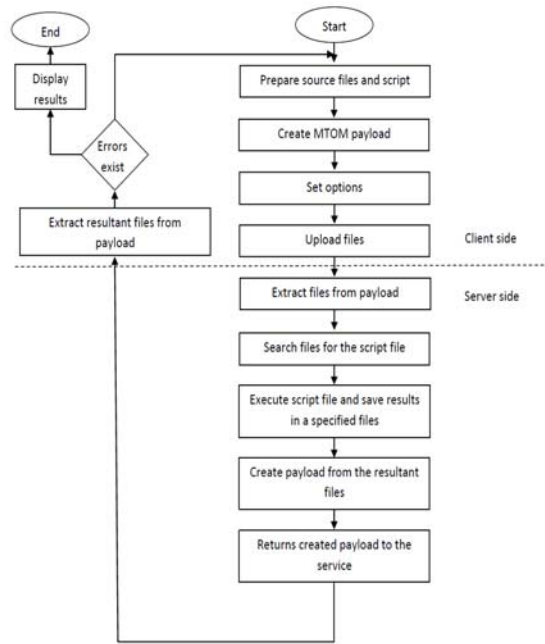 End
Start
Display
results
Prepare source files and script
Errors
exist
Create MTOM payload
Set options
Extract resultant files from
payload
Upload files
Client side
Extract files from payload
Server side
Search files for the script file
Execute script file and save results
in a specified files
Create payload from the resultant
files
Returns created payload to the
service